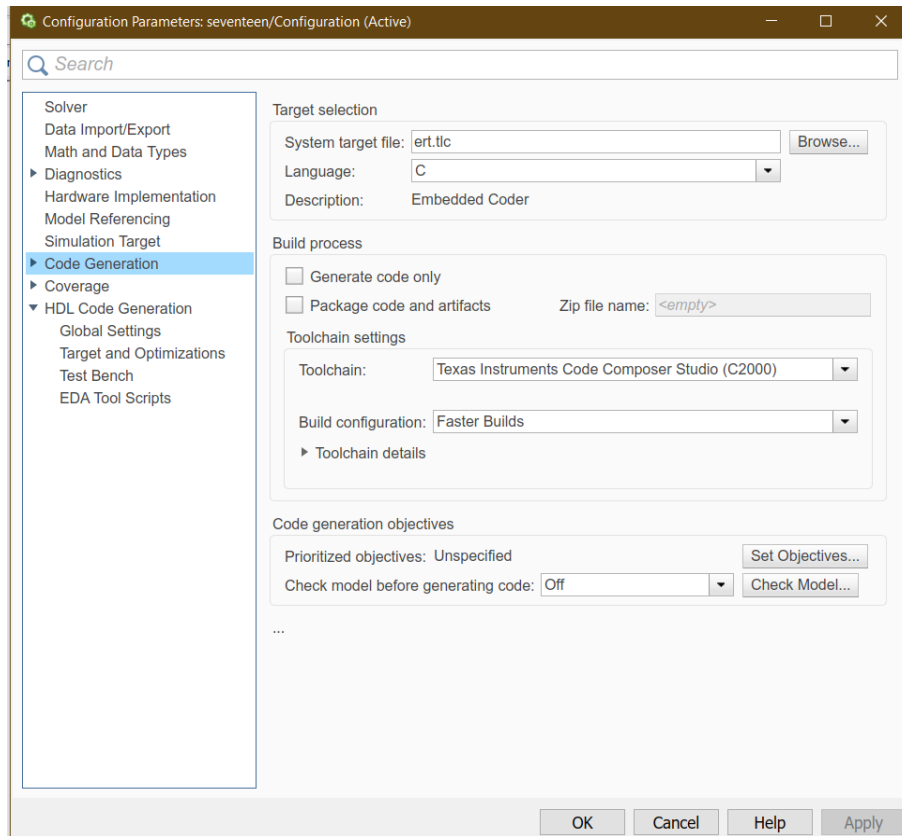 Configuration Parameters: seventeen/Configuration (Active)
Search
Solver
Data Import/Export
Math and Data Types
Diagnostics
Hardware Implementation
Model Referencing
Simulation Target
Code Generation
Coverage
HDL Code Generation
Global Settings
Target and Optimizations
Test Bench
EDA Tool Scripts
Target selection
System target file: ert.tlc Browse...
Language: C
Description: Embedded Coder
Build process
Generate code only
Package code and artifacts Zip file name: <empty>
Toolchain settings
Toolchain: Texas Instruments Code Composer Studio (C2000)
Build configuration: Faster Builds
Toolchain details
Code generation objectives
Prioritized objectives: Unspecified Set Objectives...
Check model before generating code: Off Check Model...
...
OK Cancel Help Apply